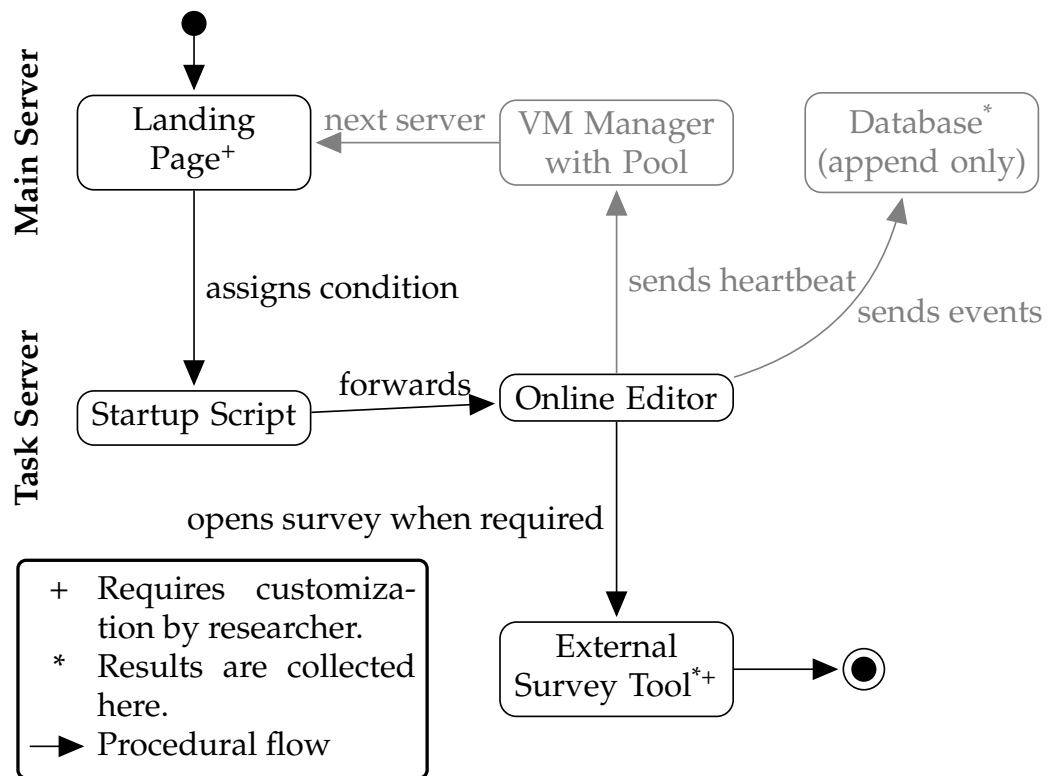 Main Server
Landing
Page+
next server
VM Manager
with Pool
Database*
(append only)
assigns condition
sends heartbeat
sends events
Task Server
Startup Script
forwards
Online Editor
opens survey when required
External
Survey Tool*+
+ Requires customiza-
tion by researcher.
* Results are collected
here.
Procedural flow